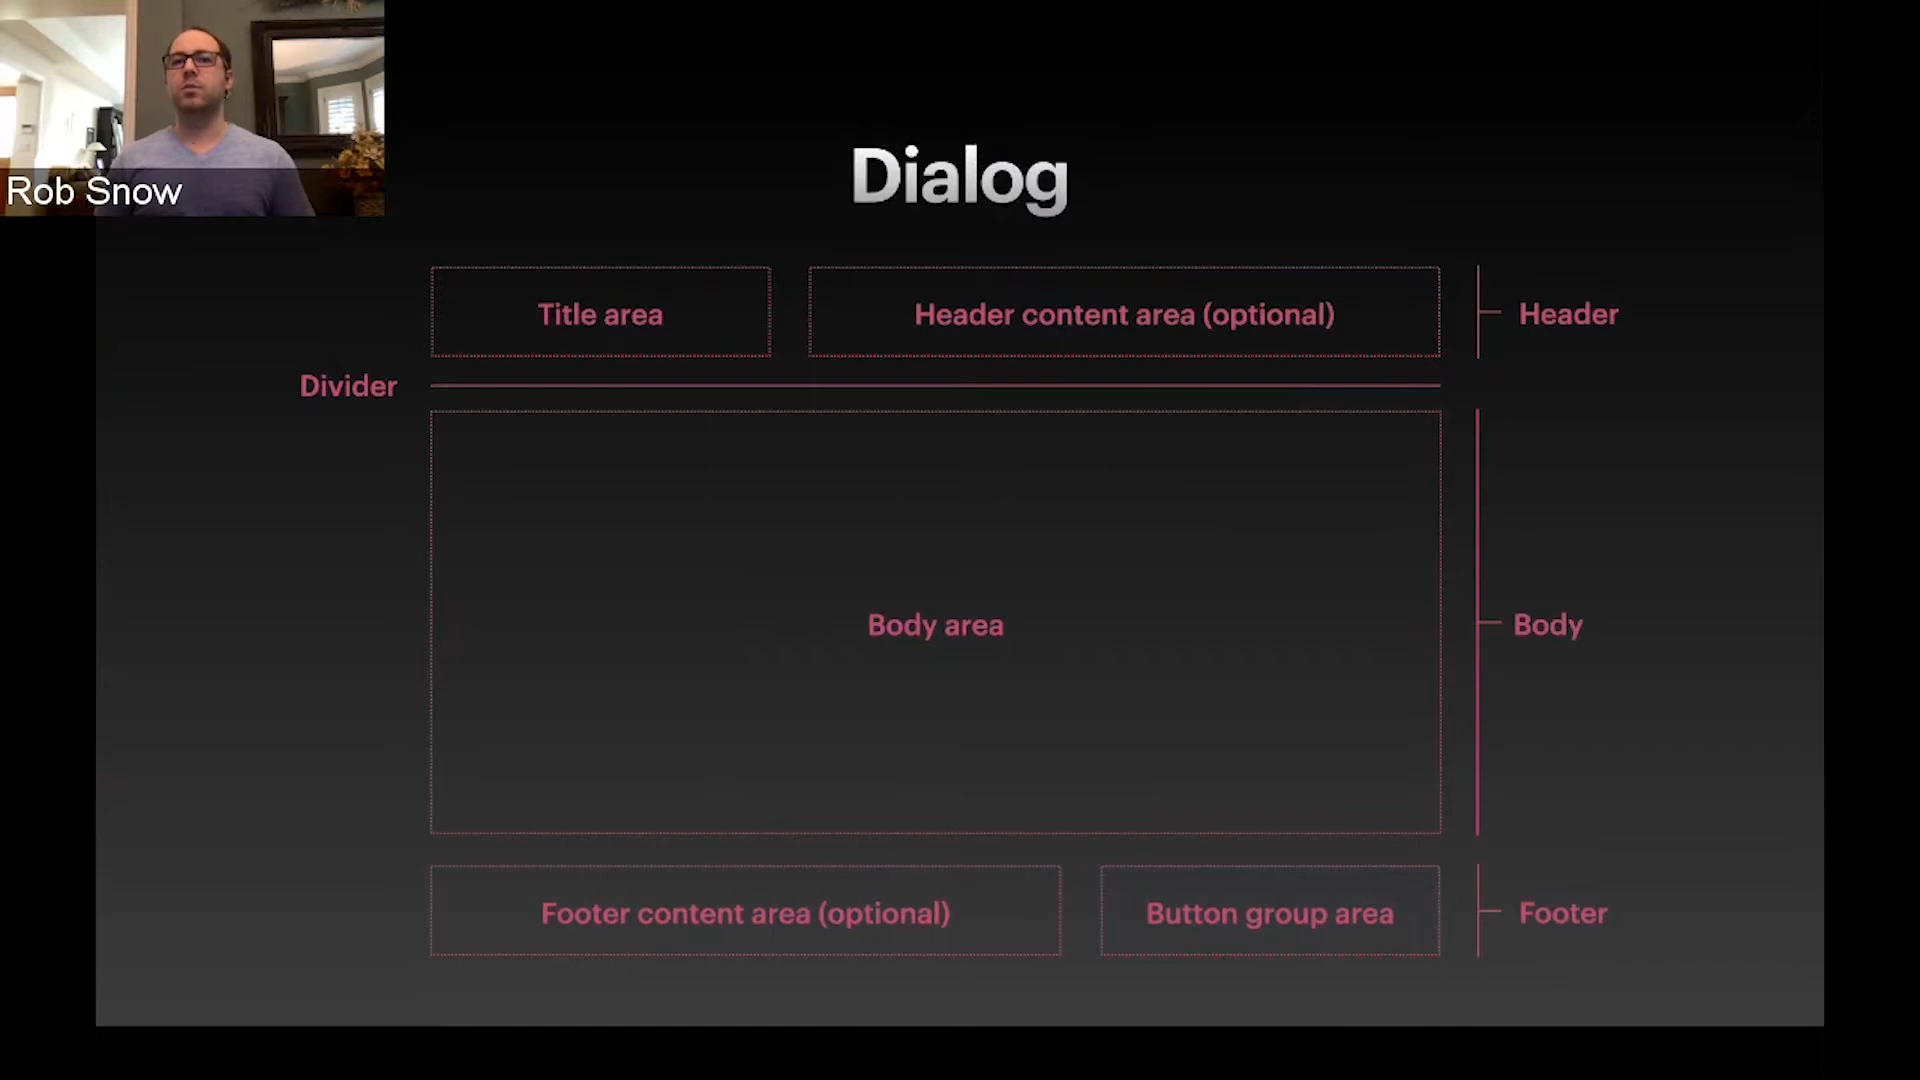 Rob Snow
Dialog
Title area
Header content area (optional)
Header
Divider
Body area
Body
Footer content area (optional)
Button group area
Footer